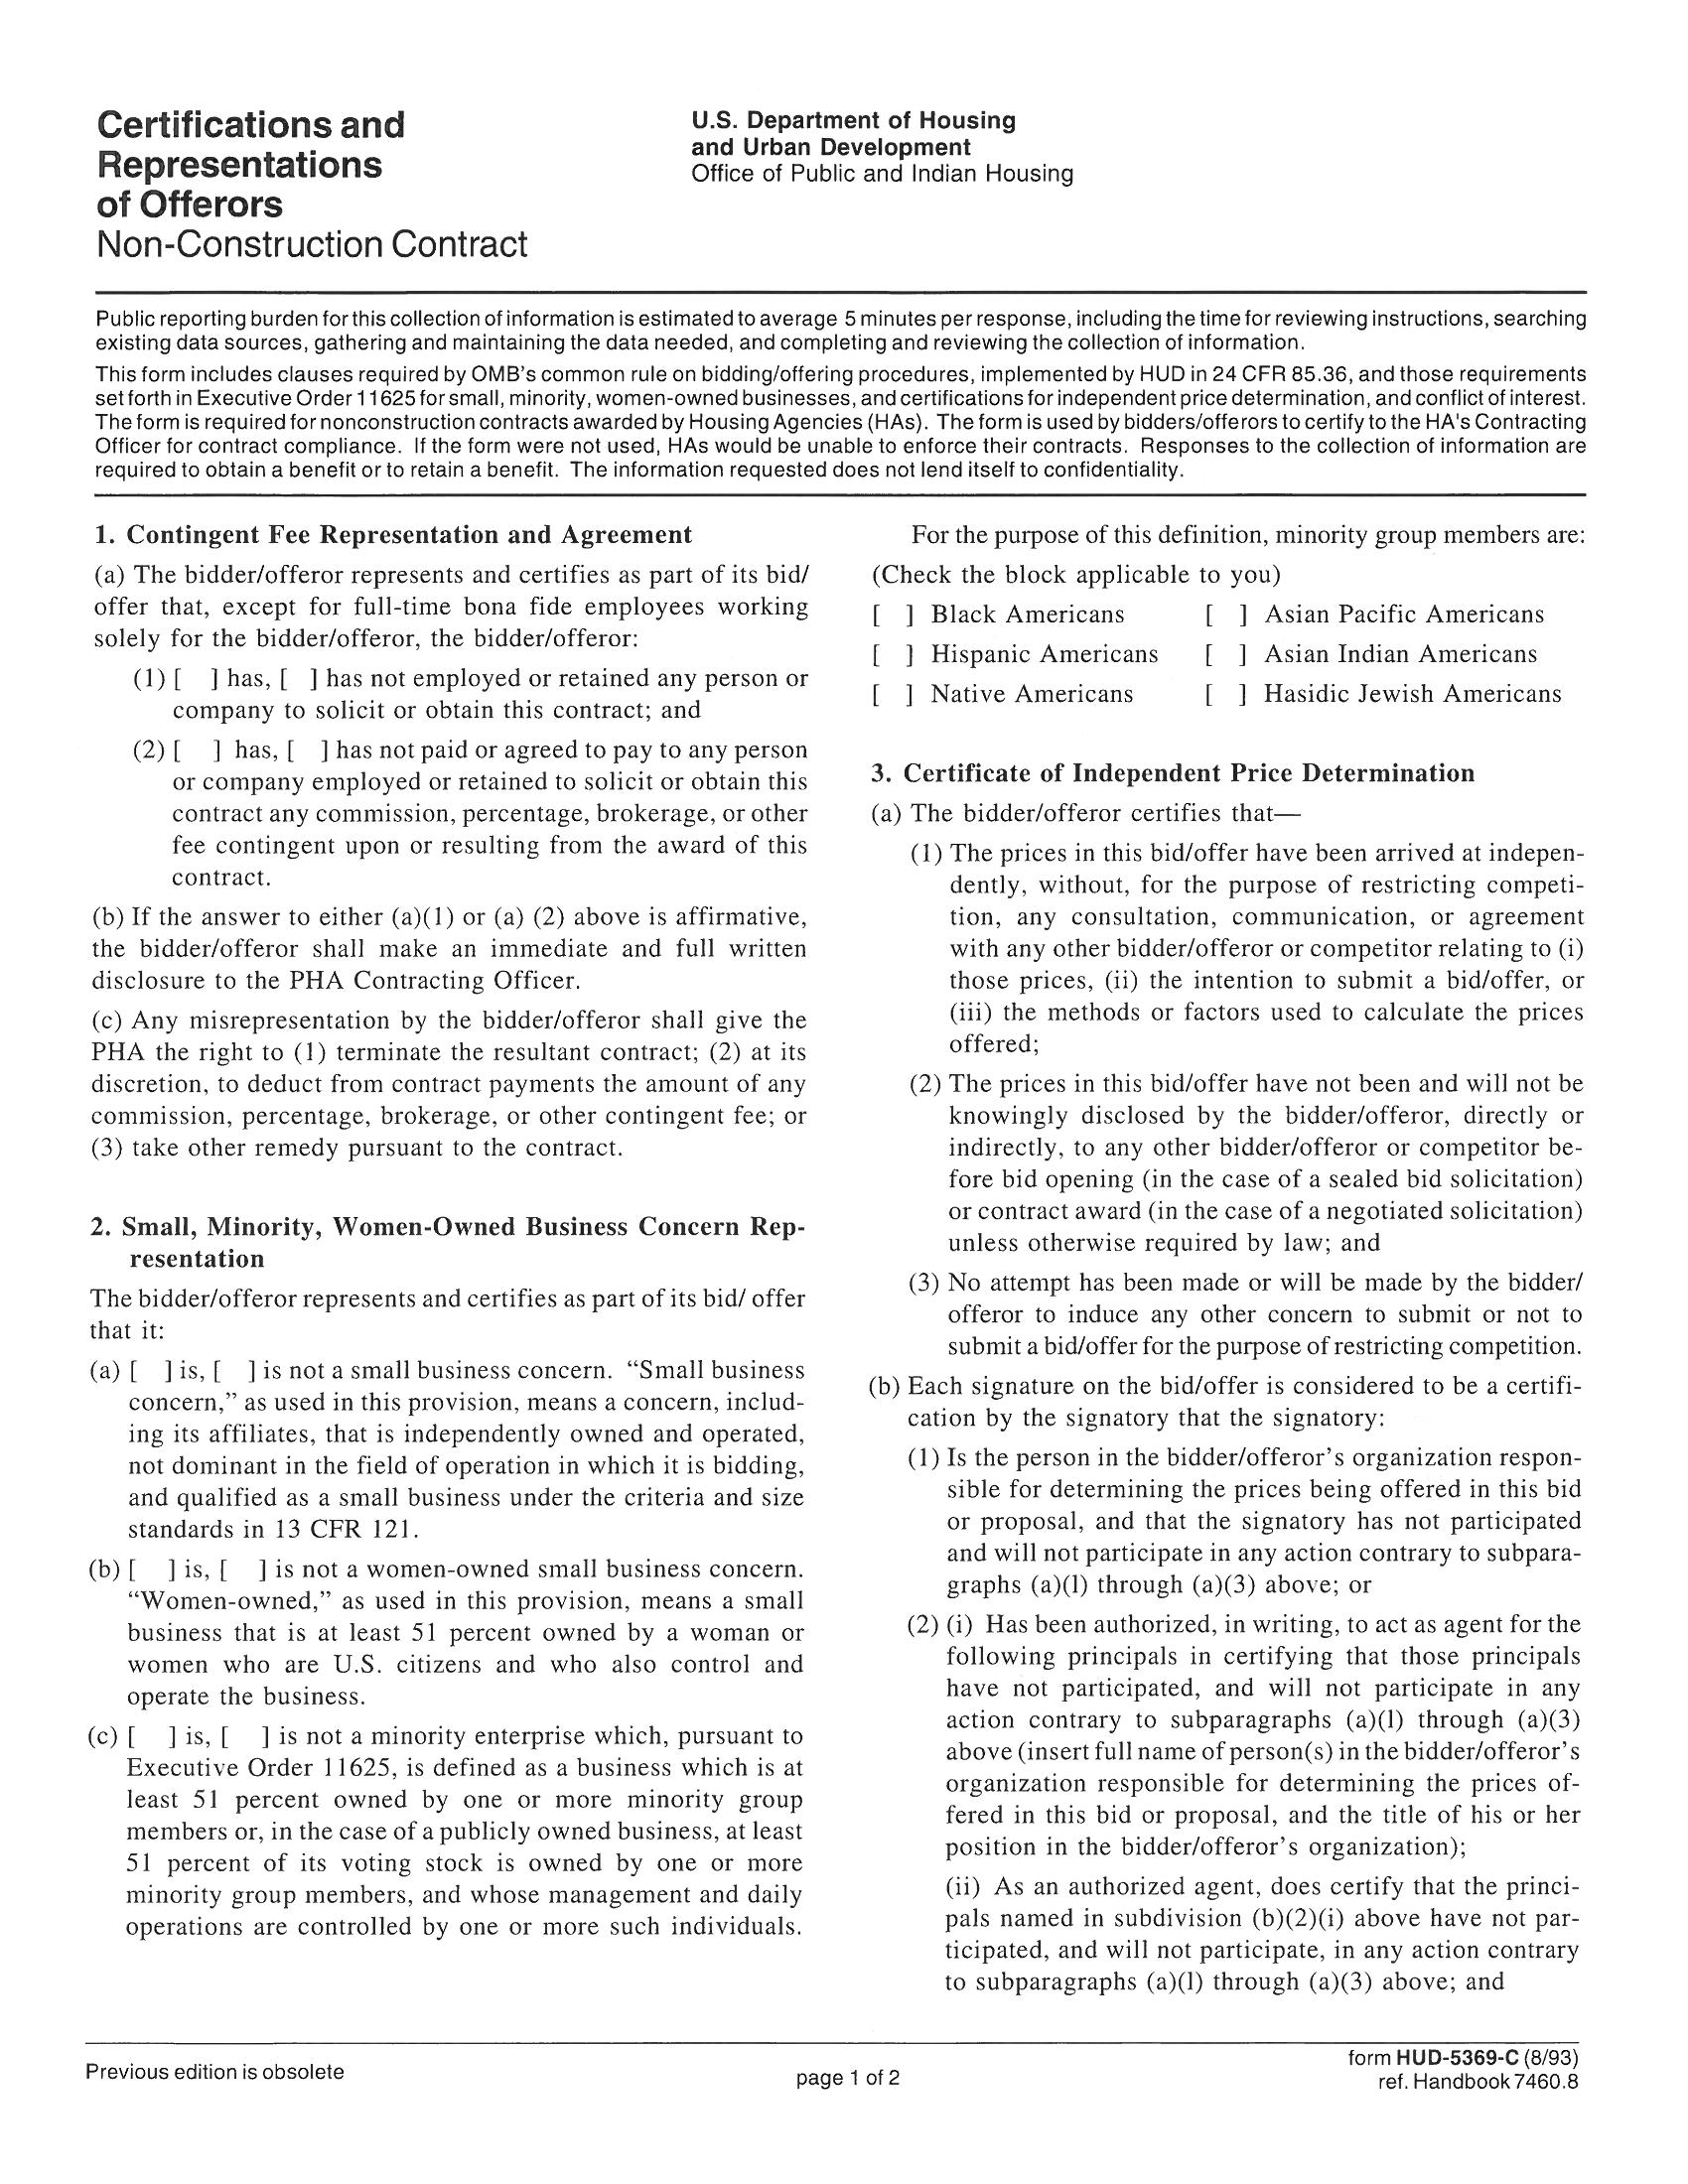 Certifications and
Representations
of Offerors
Non-Construction Contract
U.S. Department of Housing
and Urban Development
Office of Public and Indian Housing
Public reporting burden for this collection of information is estimated to average 5 minutes per response, including the time for reviewing instructions, searching
existing data sources, gathering and maintaining the data needed, and completing and reviewing the collection of information.
This form includes clauses required by OMB's common rule on bidding/offering procedures, implemented by HUD in 24 CFR 85.36, and those requirements
set forth in Executive Order 11625 for small, minority, women-owned businesses, and certifications for independent price determination, and conflict of interest.
The form is required for nonconstruction contracts awarded by Housing Agencies (HAs). The form is used by bidders/offerors to certify to the HA's Contracting
Officer for contract compliance. If the form were not used, HAs would be unable to enforce their contracts. Responses to the collection of information are
required to obtain a benefit or to retain a benefit. The information requested does not lend itself to confidentiality.
1. Contingent Fee Representation and Agreement
(a) The bidder/offeror represents and certifies as part of its bid/
offer that, except for full-time bona fide employees working
solely for the bidder/offeror, the bidder/offeror:
(1) [ ] has, [ ] has not employed or retained any person or
company to solicit or obtain this contract; and
(2) [ ] has, [ ] has not paid or agreed to pay to any person
or company employed or retained to solicit or obtain this
contract any commission, percentage, brokerage, or other
fee contingent upon or resulting from the award of this
contract.
(b) If the answer to either (a)(1) or (a) (2) above is affirmative,
the bidder/offeror shall make an immediate and full written
disclosure to the PHA Contracting Officer.
(c) Any misrepresentation by the bidder/offeror shall give the
PHA the right to (1) terminate the resultant contract; (2) at its
discretion, to deduct from contract payments the amount of any
commission, percentage, brokerage, or other contingent fee; or
(3) take other remedy pursuant to the contract.
2. Small, Minority, Women-Owned Business Concern Rep-
resentation
The bidder/offeror represents and certifies as part of its bid/ offer
that it:
(a) [ ] is, [ ] is not a small business concern. “Small business
concern,” as used in this provision, means a concern, includ-
ing its affiliates, that is independently owned and operated,
not dominant in the field of operation in which it is bidding,
and qualified as a small business under the criteria and size
standards in 13 CFR 121.
(b) [ ] is, [ ] is not a women-owned small business concern.
“Women-owned,” as used in this provision, means a small
business that is at least 51 percent owned by a woman or
women who are U.S. citizens and who also control and
operate the business.
(c) [ ] is, [ ] is not a minority enterprise which, pursuant to
Executive Order 11625, is defined as a business which is at
least 51 percent owned by one or more minority group
members or, in the case of a publicly owned business, at least
51 percent of its voting stock is owned by one or more
minority group members, and whose management and daily
operations are controlled by one or more such individuals.
For the purpose of this definition, minority group members are:
(Check the block applicable to you)
[ ] Black Americans [ ] Asian Pacific Americans
[ ] Hispanic Americans [ ] Asian Indian Americans
[ ] Native Americans [ ] Hasidic Jewish Americans
3. Certificate of Independent Price Determination
(a) The bidder/offeror certifies that—
(1) The prices in this bid/offer have been arrived at indepen-
dently, without, for the purpose of restricting competi-
tion, any consultation, communication, or agreement
with any other bidder/offeror or competitor relating to (i)
those prices, (ii) the intention to submit a bid/offer, or
(iii) the methods or factors used to calculate the prices
offered;
(2) The prices in this bid/offer have not been and will not be
knowingly disclosed by the bidder/offeror, directly or
indirectly, to any other bidder/offeror or competitor be-
fore bid opening (in the case of a sealed bid solicitation)
or contract award (in the case of a negotiated solicitation)
unless otherwise required by law; and
(3) No attempt has been made or will be made by the bidder/
offeror to induce any other concern to submit or not to
submit a bid/offer for the purpose of restricting competition.
(b) Each signature on the bid/offer is considered to be a certifi-
cation by the signatory that the signatory:
(1) Is the person in the bidder/offeror's organization respon-
sible for determining the prices being offered in this bid
or proposal, and that the signatory has not participated
and will not participate in any action contrary to subpara-
graphs (a)(l) through (a)(3) above; or
(2) (i) Has been authorized, in writing, to act as agent for the
following principals in certifying that those principals
have not participated, and will not participate in any
action contrary to subparagraphs (a)(l) through (a)(3)
above (insert full name of person(s) in the bidder/offeror's
organization responsible for determining the prices of-
fered in this bid or proposal, and the title of his or her
position in the bidder/offeror's organization);
(ii) As an authorized agent, does certify that the princi-
pals named in subdivision (b)(2)(i) above have not par-
ticipated, and will not participate, in any action contrary
to subparagraphs (a)(l) through (a)(3) above; and
Previous edition is obsolete
page 1 of 2
form HUD-5369-C (8/93)
ref. Handbook 7460.8